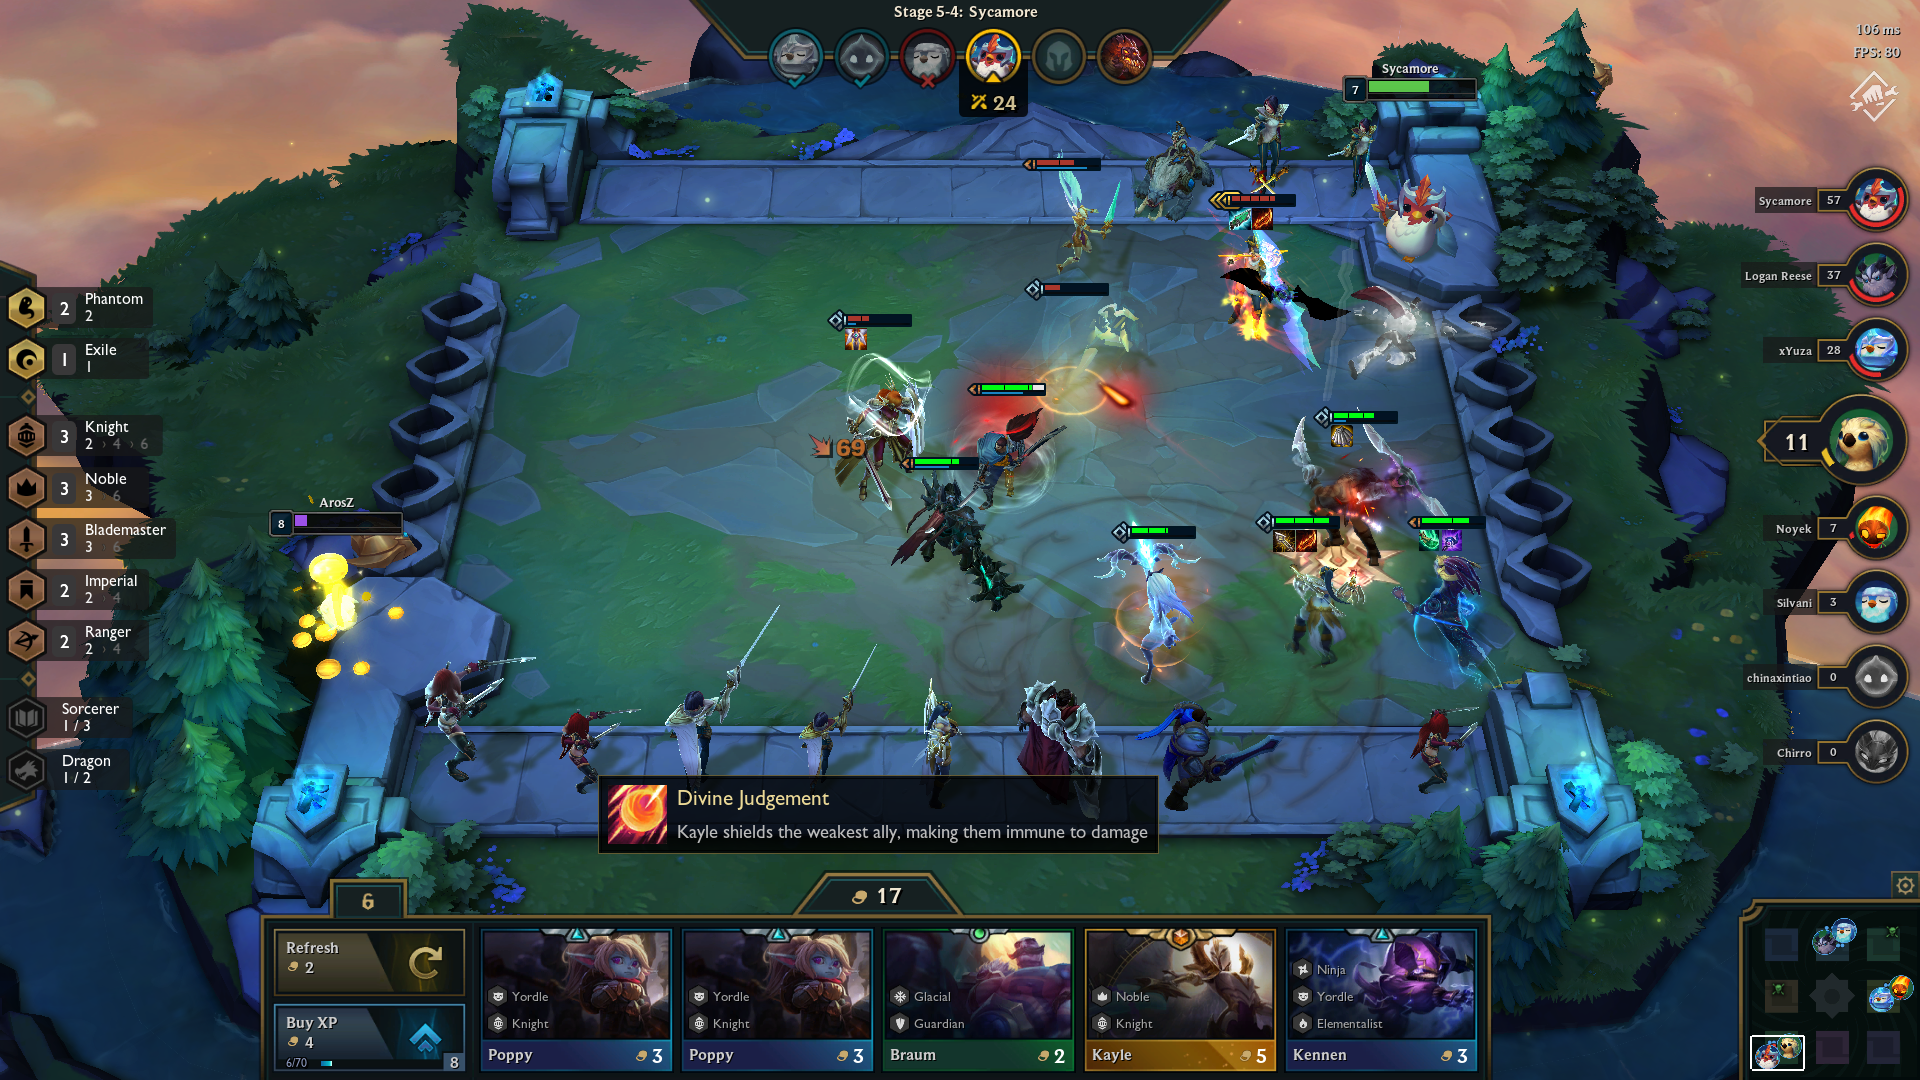 Stage 5-4: Sycamore
106 ms
FPS: 80
24
Sycamore
7
Sycamore 57
Logan Reese 37
xYuza 28
11
Noyek 7
Silvani 3
chinaxintiao 0
Chirro 0
2 Phantom
2
1 Exile
1
3 Knight
2 › 4 › 6
3 Noble
3 › 6
3 Blademaster
3 › 6
2 Imperial
2 › 4
2 Ranger
2 › 4
Sorcerer
1 / 3
Dragon
1 / 2
ArosZ
8
69
Divine Judgement
Kayle shields the weakest ally, making them immune to damage
6
17
Refresh
2
Buy XP
4
6/70
8
Yordle
Knight
Poppy 3
Yordle
Knight
Poppy 3
Glacial
Guardian
Braum 2
Noble
Knight
Kayle 5
Ninja
Yordle
Elementalist
Kennen 3